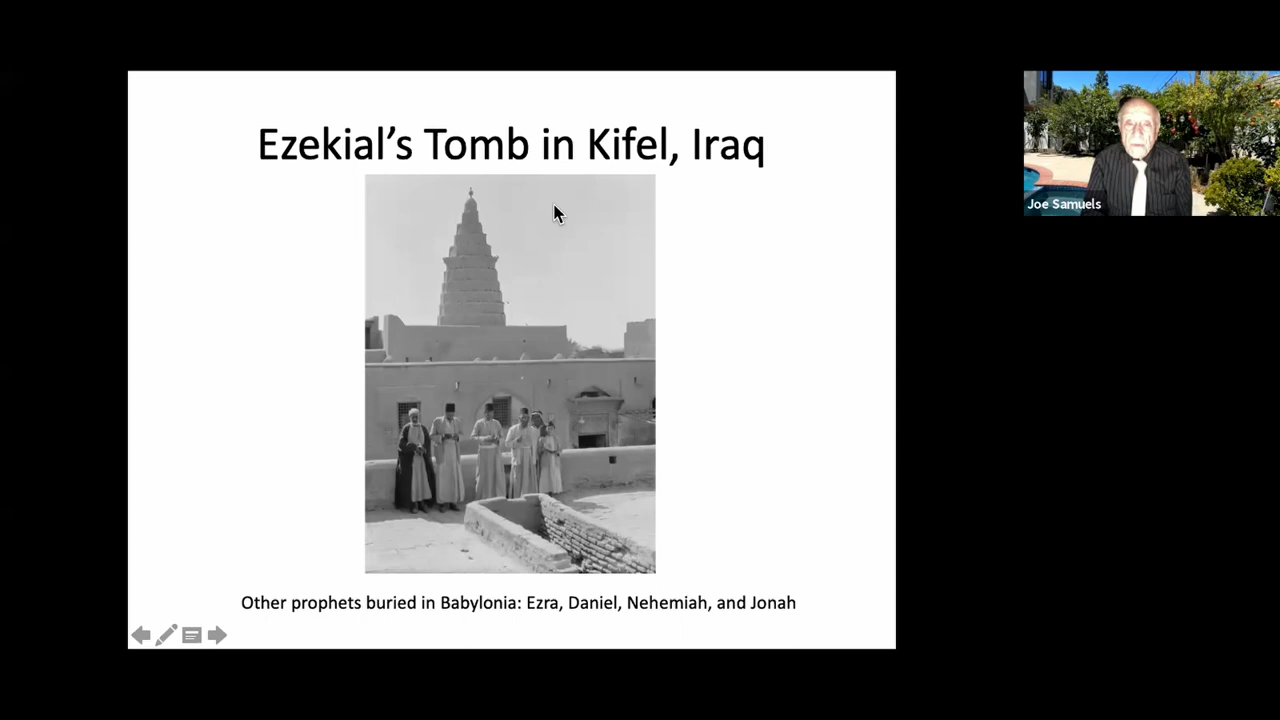 Ezekial’s Tomb in Kifel, Iraq
Joe Samuels
Other prophets buried in Babylonia: Ezra, Daniel, Nehemiah, and Jonah